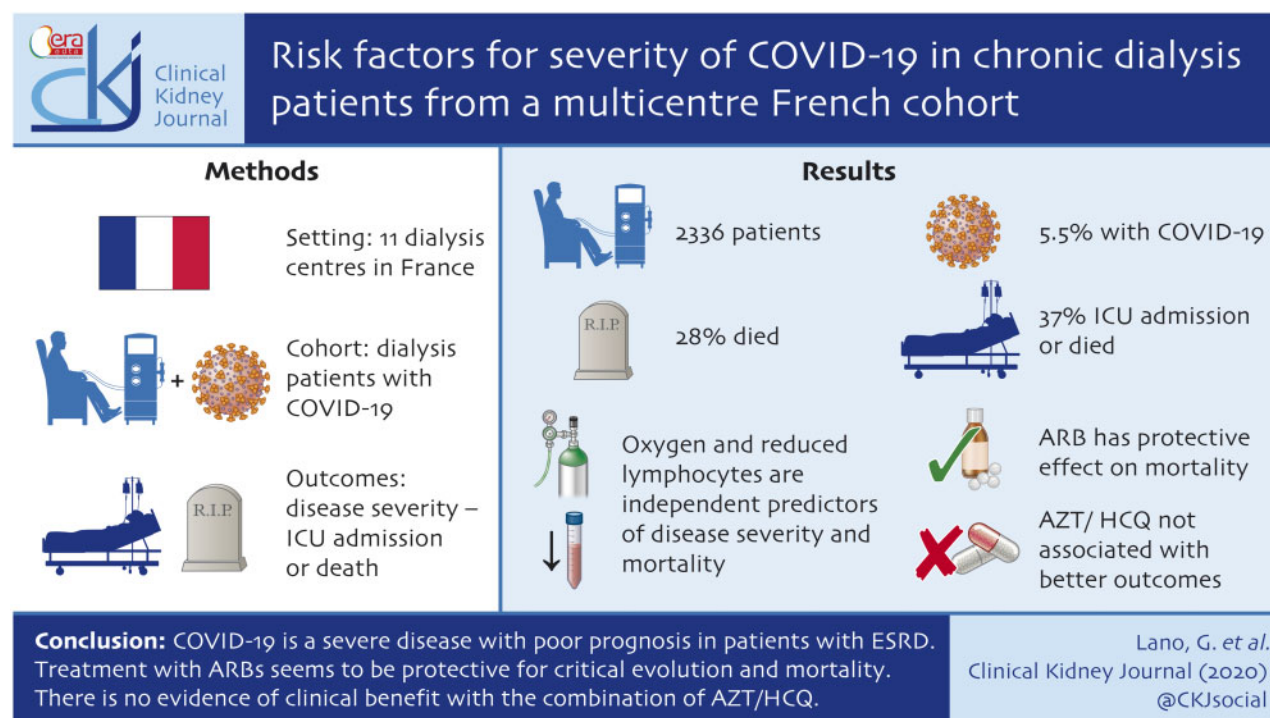 era
edta
ckj
Clinical
Kidney
Journal
Risk factors for severity of COVID-19 in chronic dialysis
patients from a multicentre French cohort
Methods
Setting: 11 dialysis
centres in France
+
Cohort: dialysis
patients with
COVID-19
R.I.P.
Outcomes:
disease severity –
ICU admission
or death
Results
2336 patients
5.5% with COVID-19
R.I.P.
28% died
37% ICU admission
or died
Oxygen and reduced
lymphocytes are
independent predictors
of disease severity and
mortality
ARB has protective
effect on mortality
AZT/ HCQ not
associated with
better outcomes
Conclusion: COVID-19 is a severe disease with poor prognosis in patients with ESRD.
Treatment with ARBs seems to be protective for critical evolution and mortality.
There is no evidence of clinical benefit with the combination of AZT/HCQ.
Lano, G. et al.
Clinical Kidney Journal (2020)
@CKJsocial